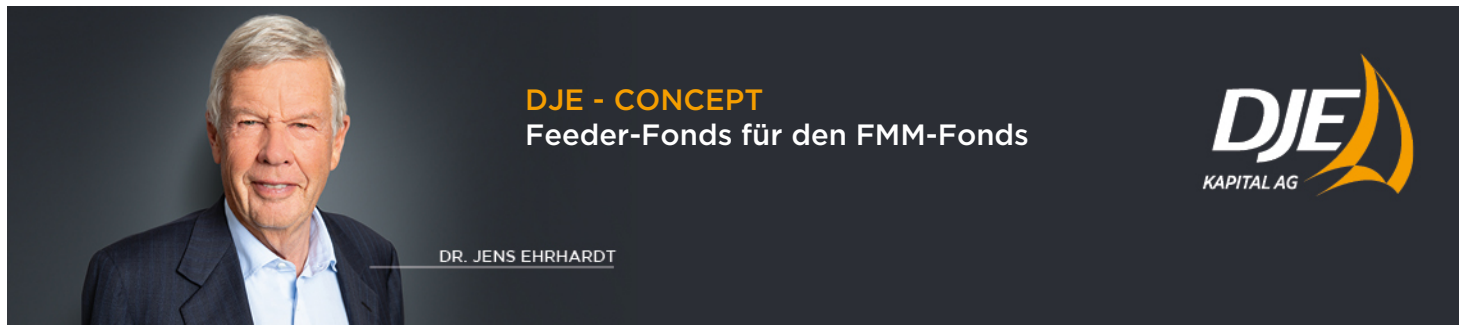 DJE - CONCEPT
Feeder-Fonds für den FMM-Fonds
DJE
KAPITAL AG
DR. JENS EHRHARDT